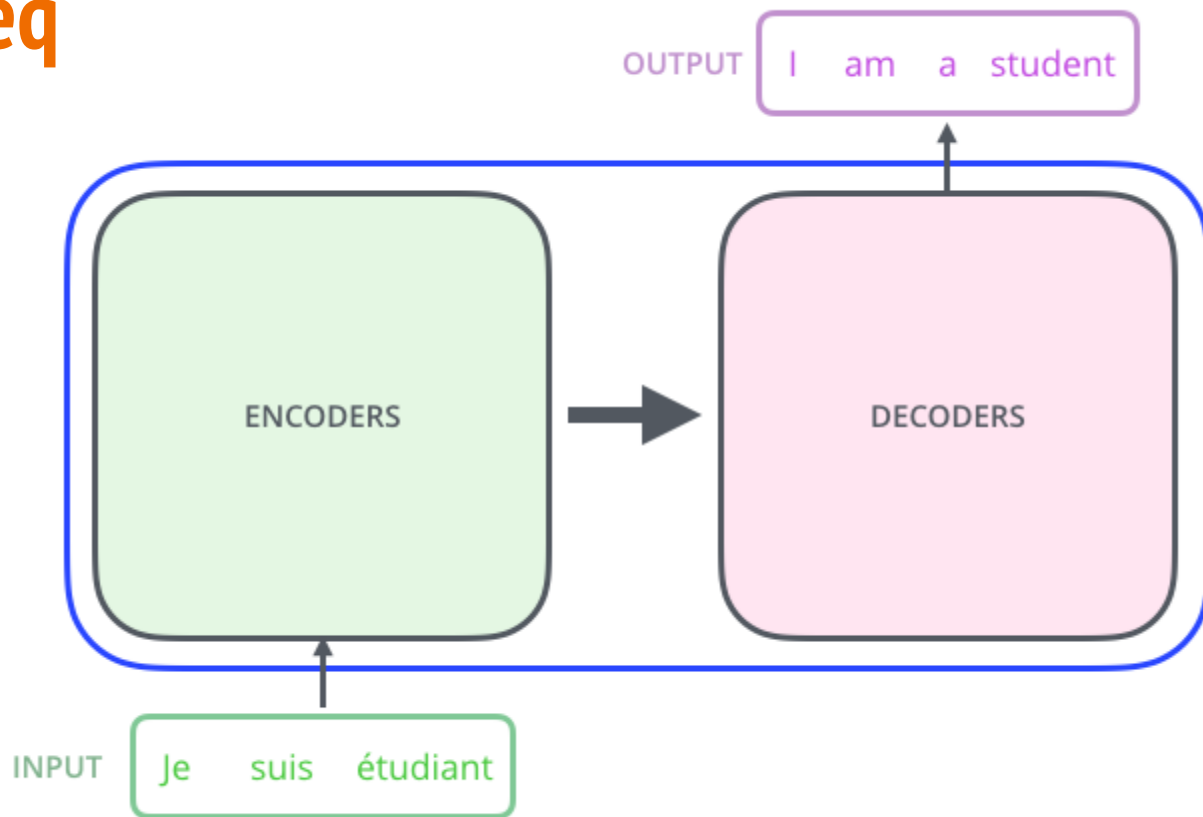 eq
OUTPUT I am a student
ENCODERS DECODERS
INPUT Je suis étudiant